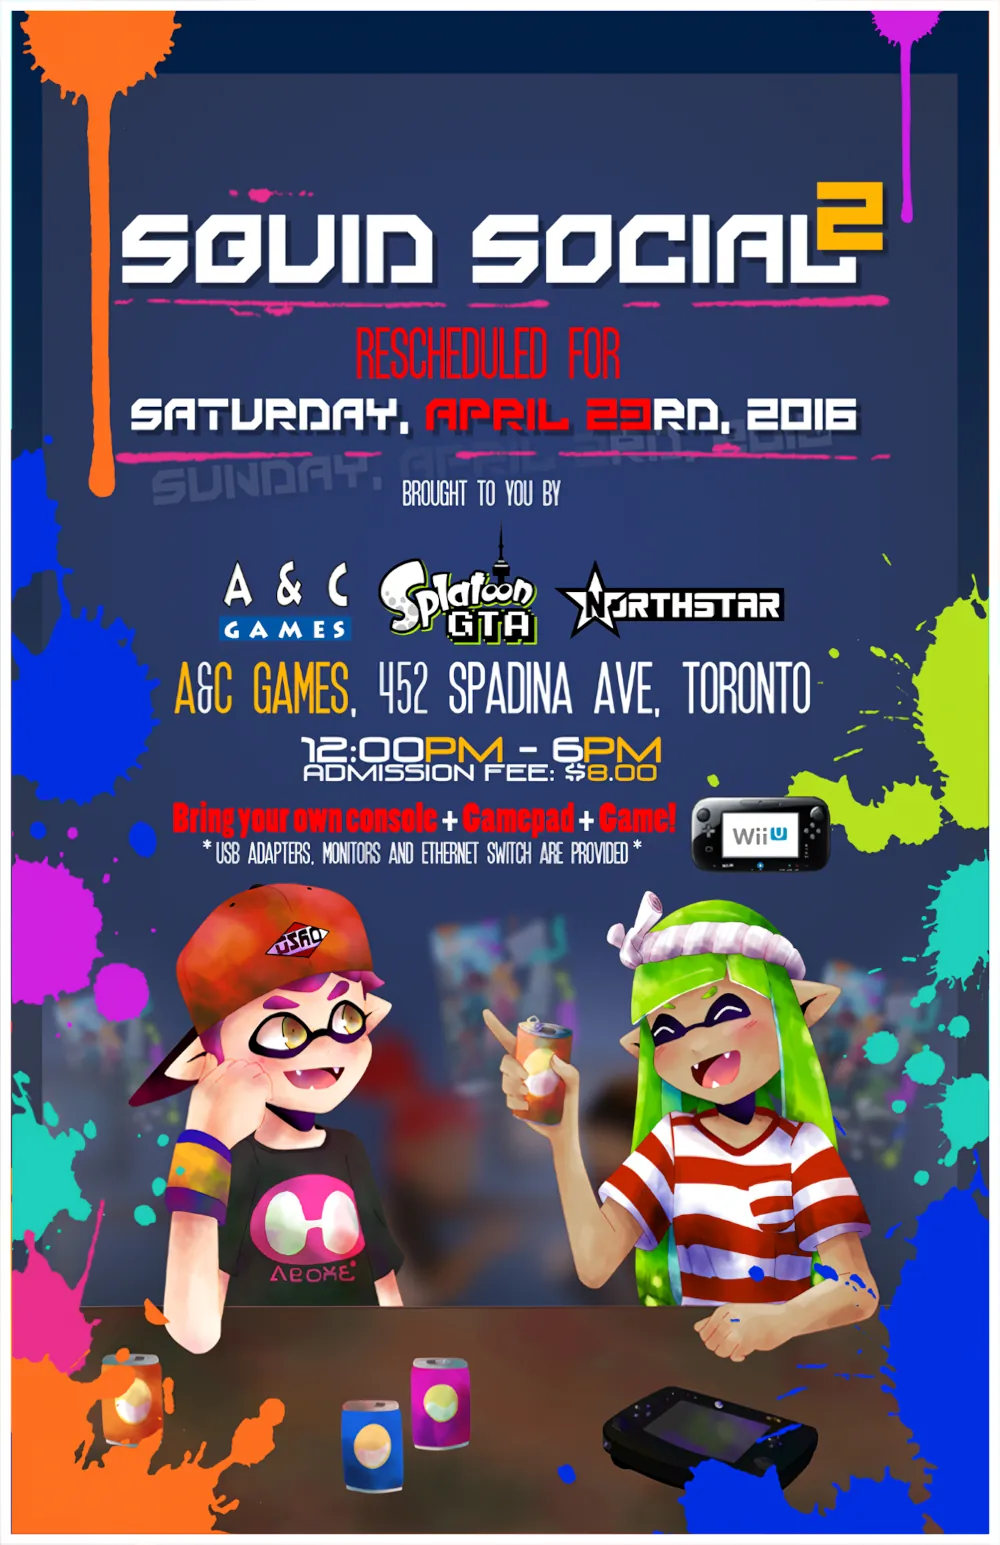 SQUID SOCIAL2
RESCHEDULED FOR
SATURDAY, APRIL 23RD, 2016
SUNDAY, APRIL 3RD, 2016
BROUGHT TO YOU BY
A & C
GAMES
Splatoon
GTA
NORTHSTAR
A&C GAMES, 452 SPADINA AVE, TORONTO
12:00PM - 6PM
ADMISSION FEE: $8.00
Bring your own console + Gamepad + Game!
*USB ADAPTERS, MONITORS AND ETHERNET SWITCH ARE PROVIDED*
Wii U